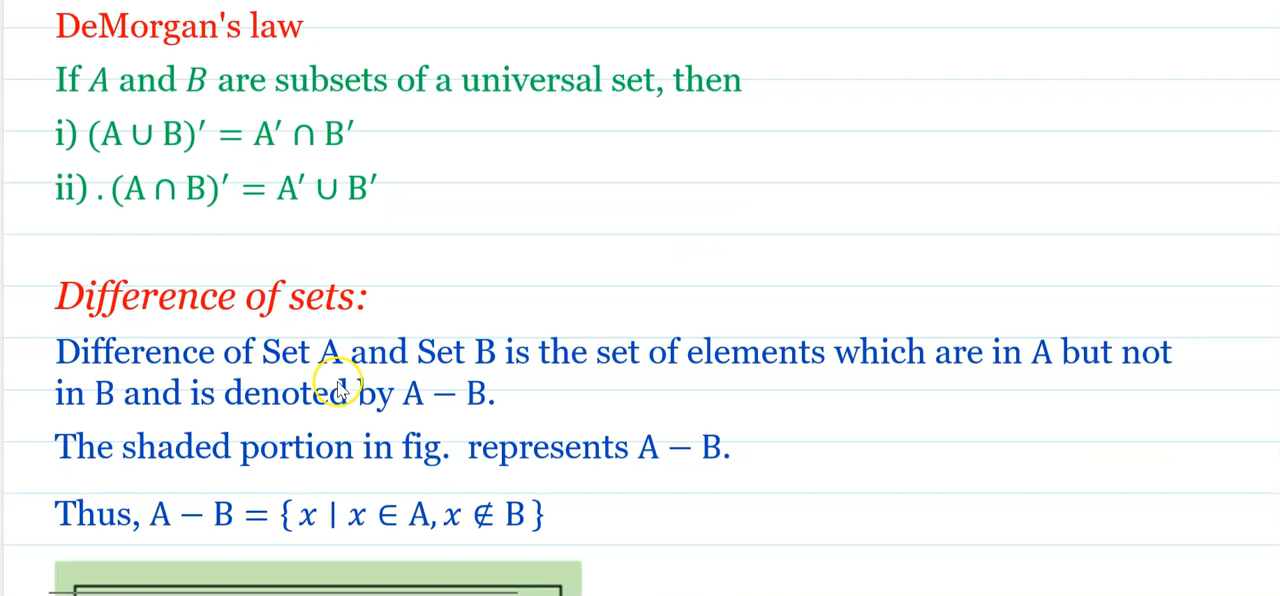 DeMorgan's law
If A and B are subsets of a universal set, then
i) (A ∪ B)′ = A′ ∩ B′
ii) . (A ∩ B)′ = A′ ∪ B′
Difference of sets:
Difference of Set A and Set B is the set of elements which are in A but not
in B and is denoted by A − B.
The shaded portion in fig. represents A − B.
Thus, A − B = { x | x ∈ A, x ∉ B }